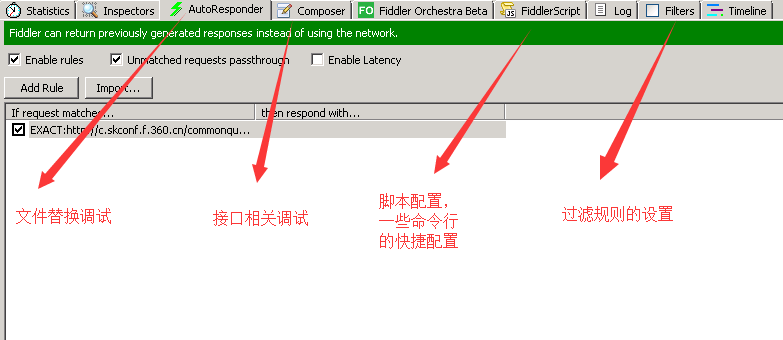 Statistics Inspectors AutoResponder Composer FO Fiddler Orchestra Beta JS FiddlerScript Log Filters Timeline
Fiddler can return previously generated responses instead of using the network.
Enable rules Unmatched requests passthrough Enable Latency
Add Rule Import...
If request matches... then respond with...
EXACT:http://c.skconf.f.360.cn/commonqu...
文件替换调试
接口相关调试
脚本配置，
一些命令行
的快捷配置
过滤规则的设置